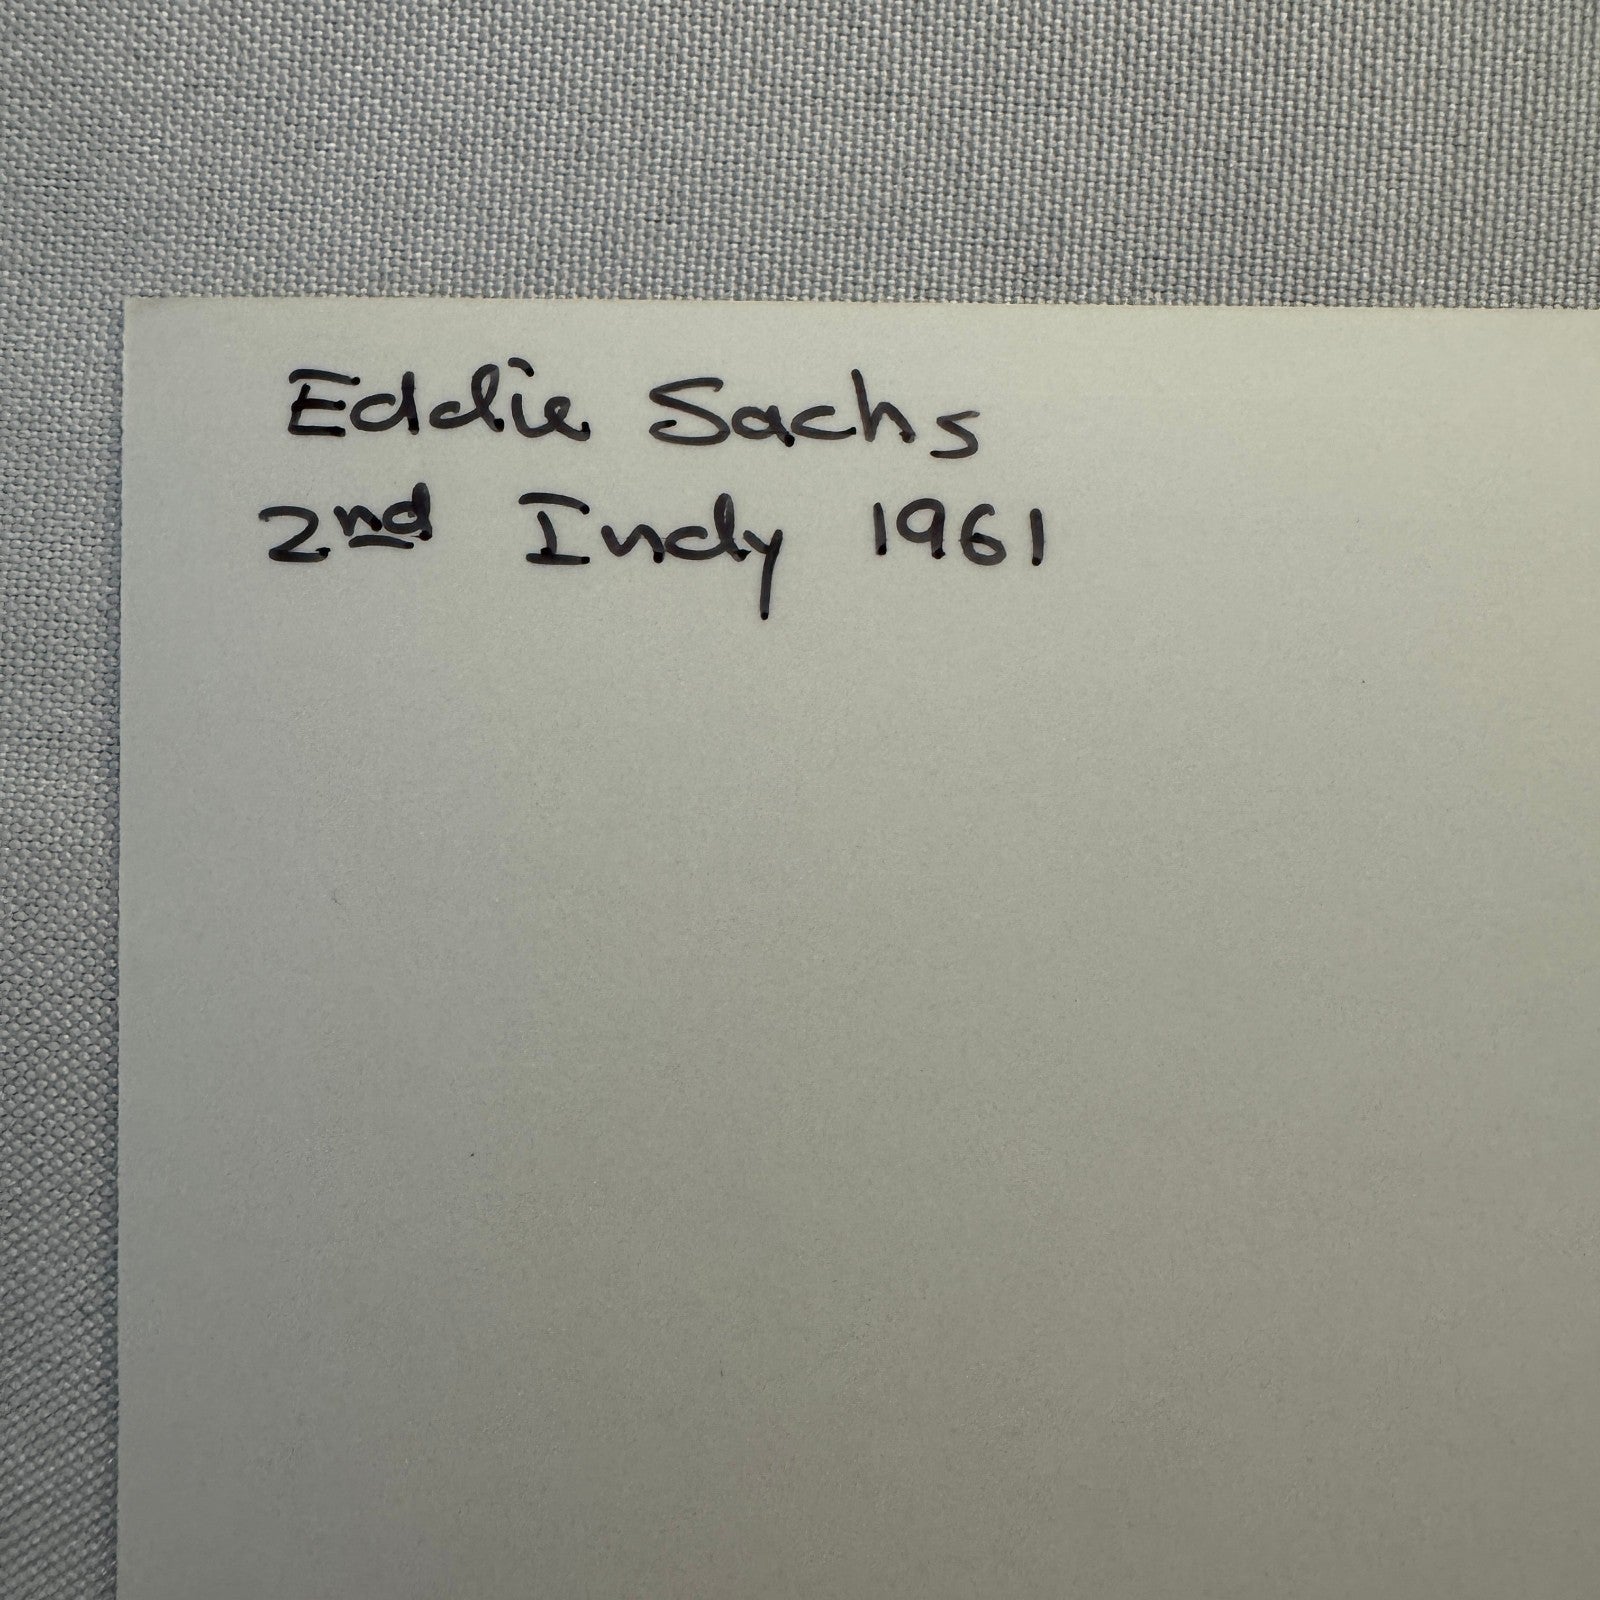 Eddie Sachs
2nd Indy 1961